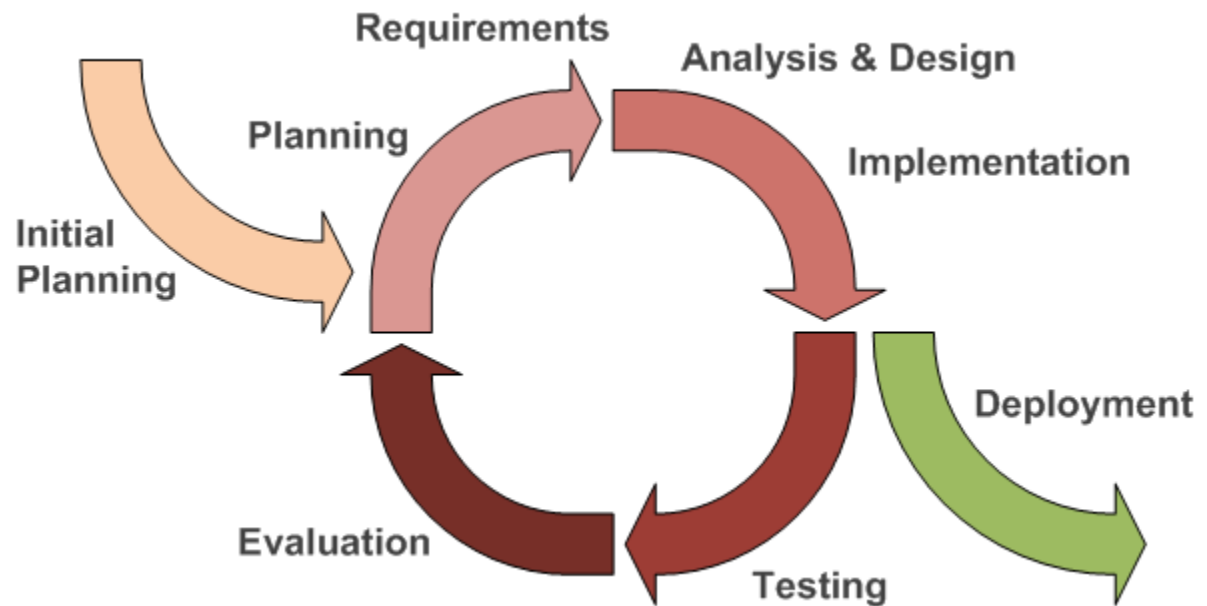 Requirements
Analysis & Design
Planning
Implementation
Initial
Planning
Deployment
Evaluation
Testing